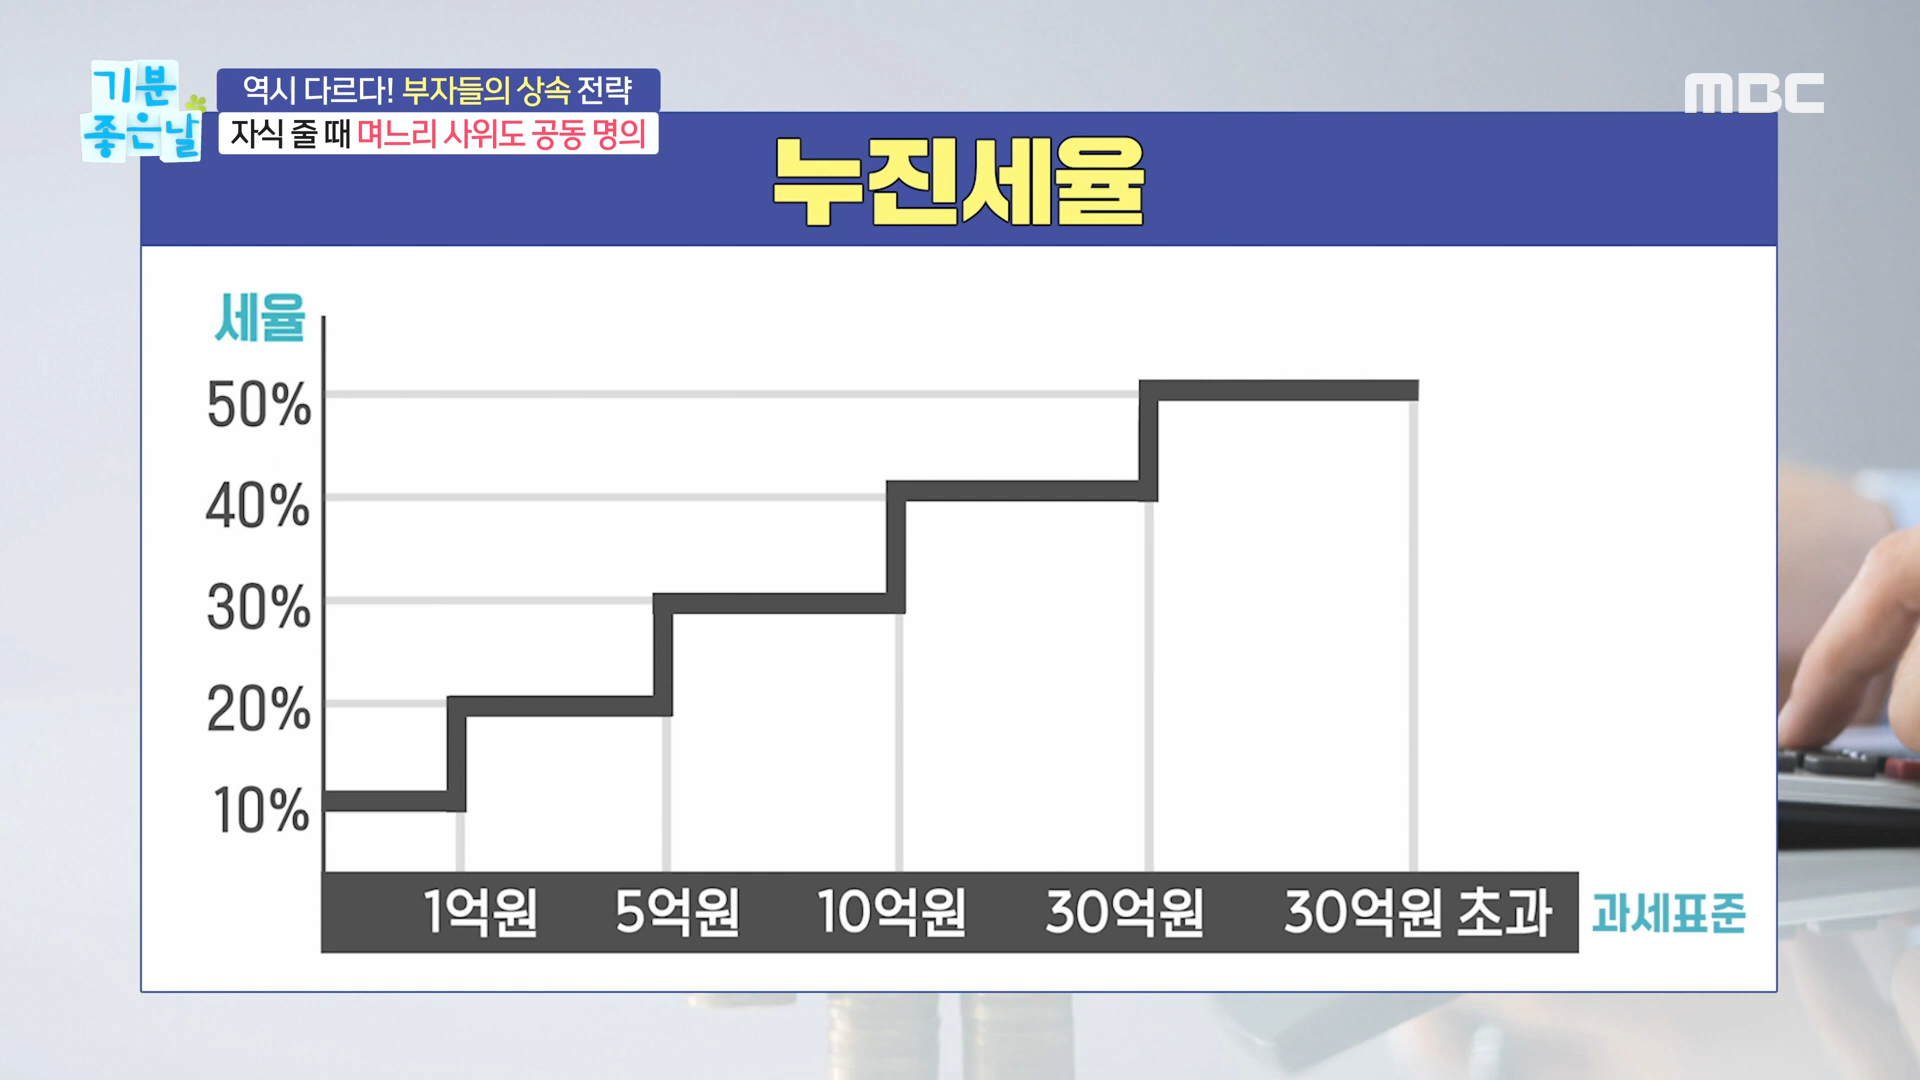 기분
좋은날
역시 다르다! 부자들의 상속 전략
자식 줄 때 며느리 사위도 공동 명의
MBC
누진세율
세율
50%
40%
30%
20%
10%
1억원 5억원 10억원 30억원 30억원 초과 과세표준